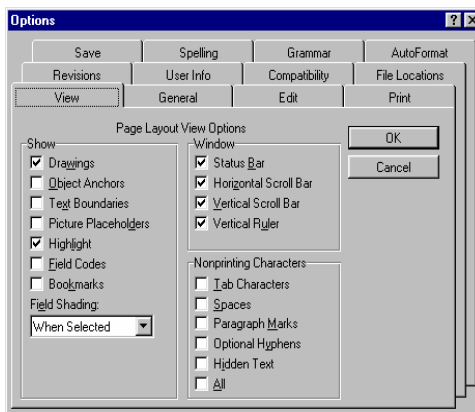 Options
Save Spelling Grammar AutoFormat
Revisions User Info Compatibility File Locations
View General Edit Print
Page Layout View Options
Show
Drawings
Object Anchors
Text Boundaries
Picture Placeholders
Highlight
Field Codes
Bookmarks
Field Shading:
When Selected
Window
Status Bar
Horizontal Scroll Bar
Vertical Scroll Bar
Vertical Ruler
Nonprinting Characters
Tab Characters
Spaces
Paragraph Marks
Optional Hyphens
Hidden Text
All
OK
Cancel